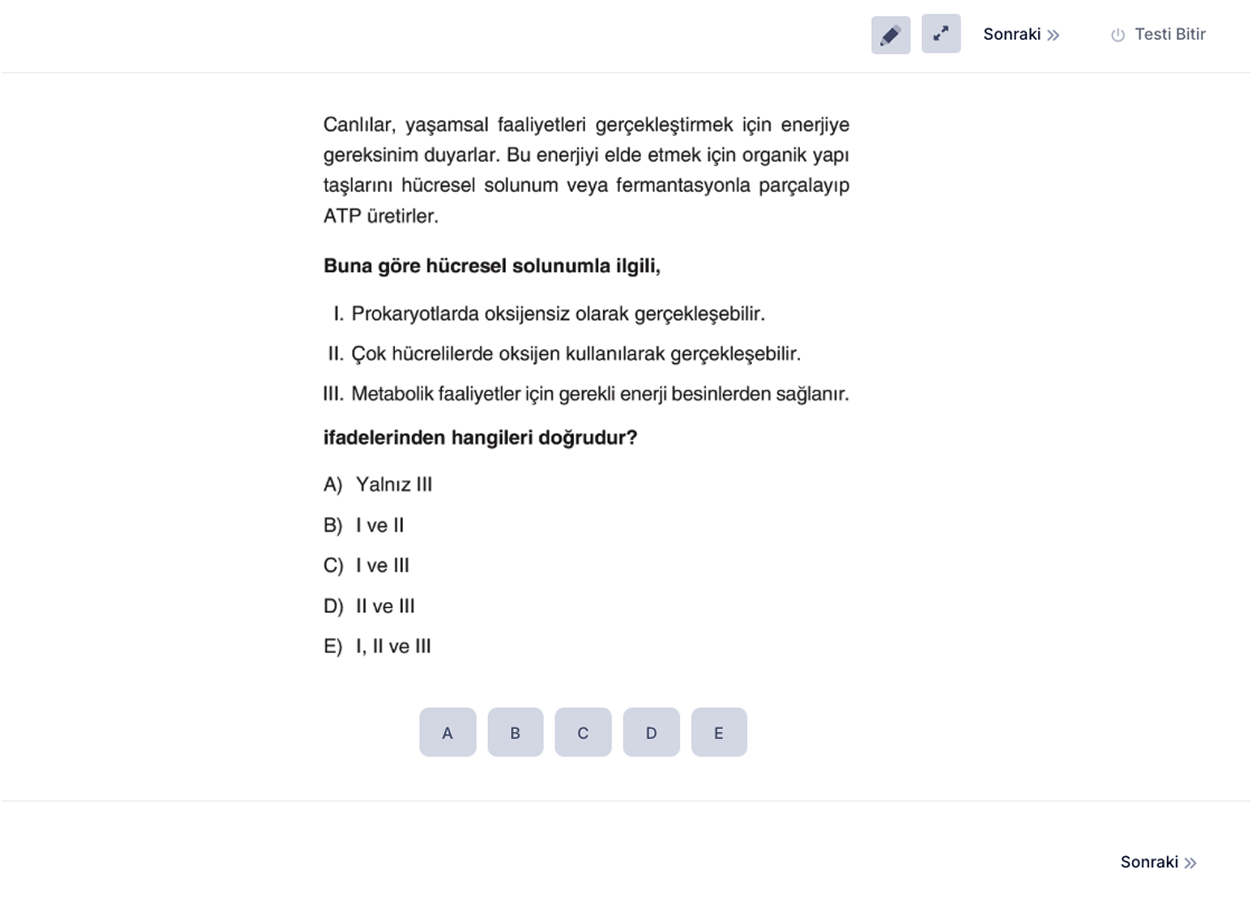 Sonraki
Testi Bitir
Canlılar, yaşamsal faaliyetleri gerçekleştirmek için enerjiye
gereksinim duyarlar. Bu enerjiyi elde etmek için organik yapı
taşlarını hücresel solunum veya fermantasyonla parçalayıp
ATP üretirler.
Buna göre hücresel solunumla ilgili,
I. Prokaryotlarda oksijensiz olarak gerçekleşebilir.
II. Çok hücrelilerde oksijen kullanılarak gerçekleşebilir.
III. Metabolik faaliyetler için gerekli enerji besinlerden sağlanır.
ifadelerinden hangileri doğrudur?
A) Yalnız III
B) I ve II
C) I ve III
D) II ve III
E) I, II ve III
A B C D E
Sonraki